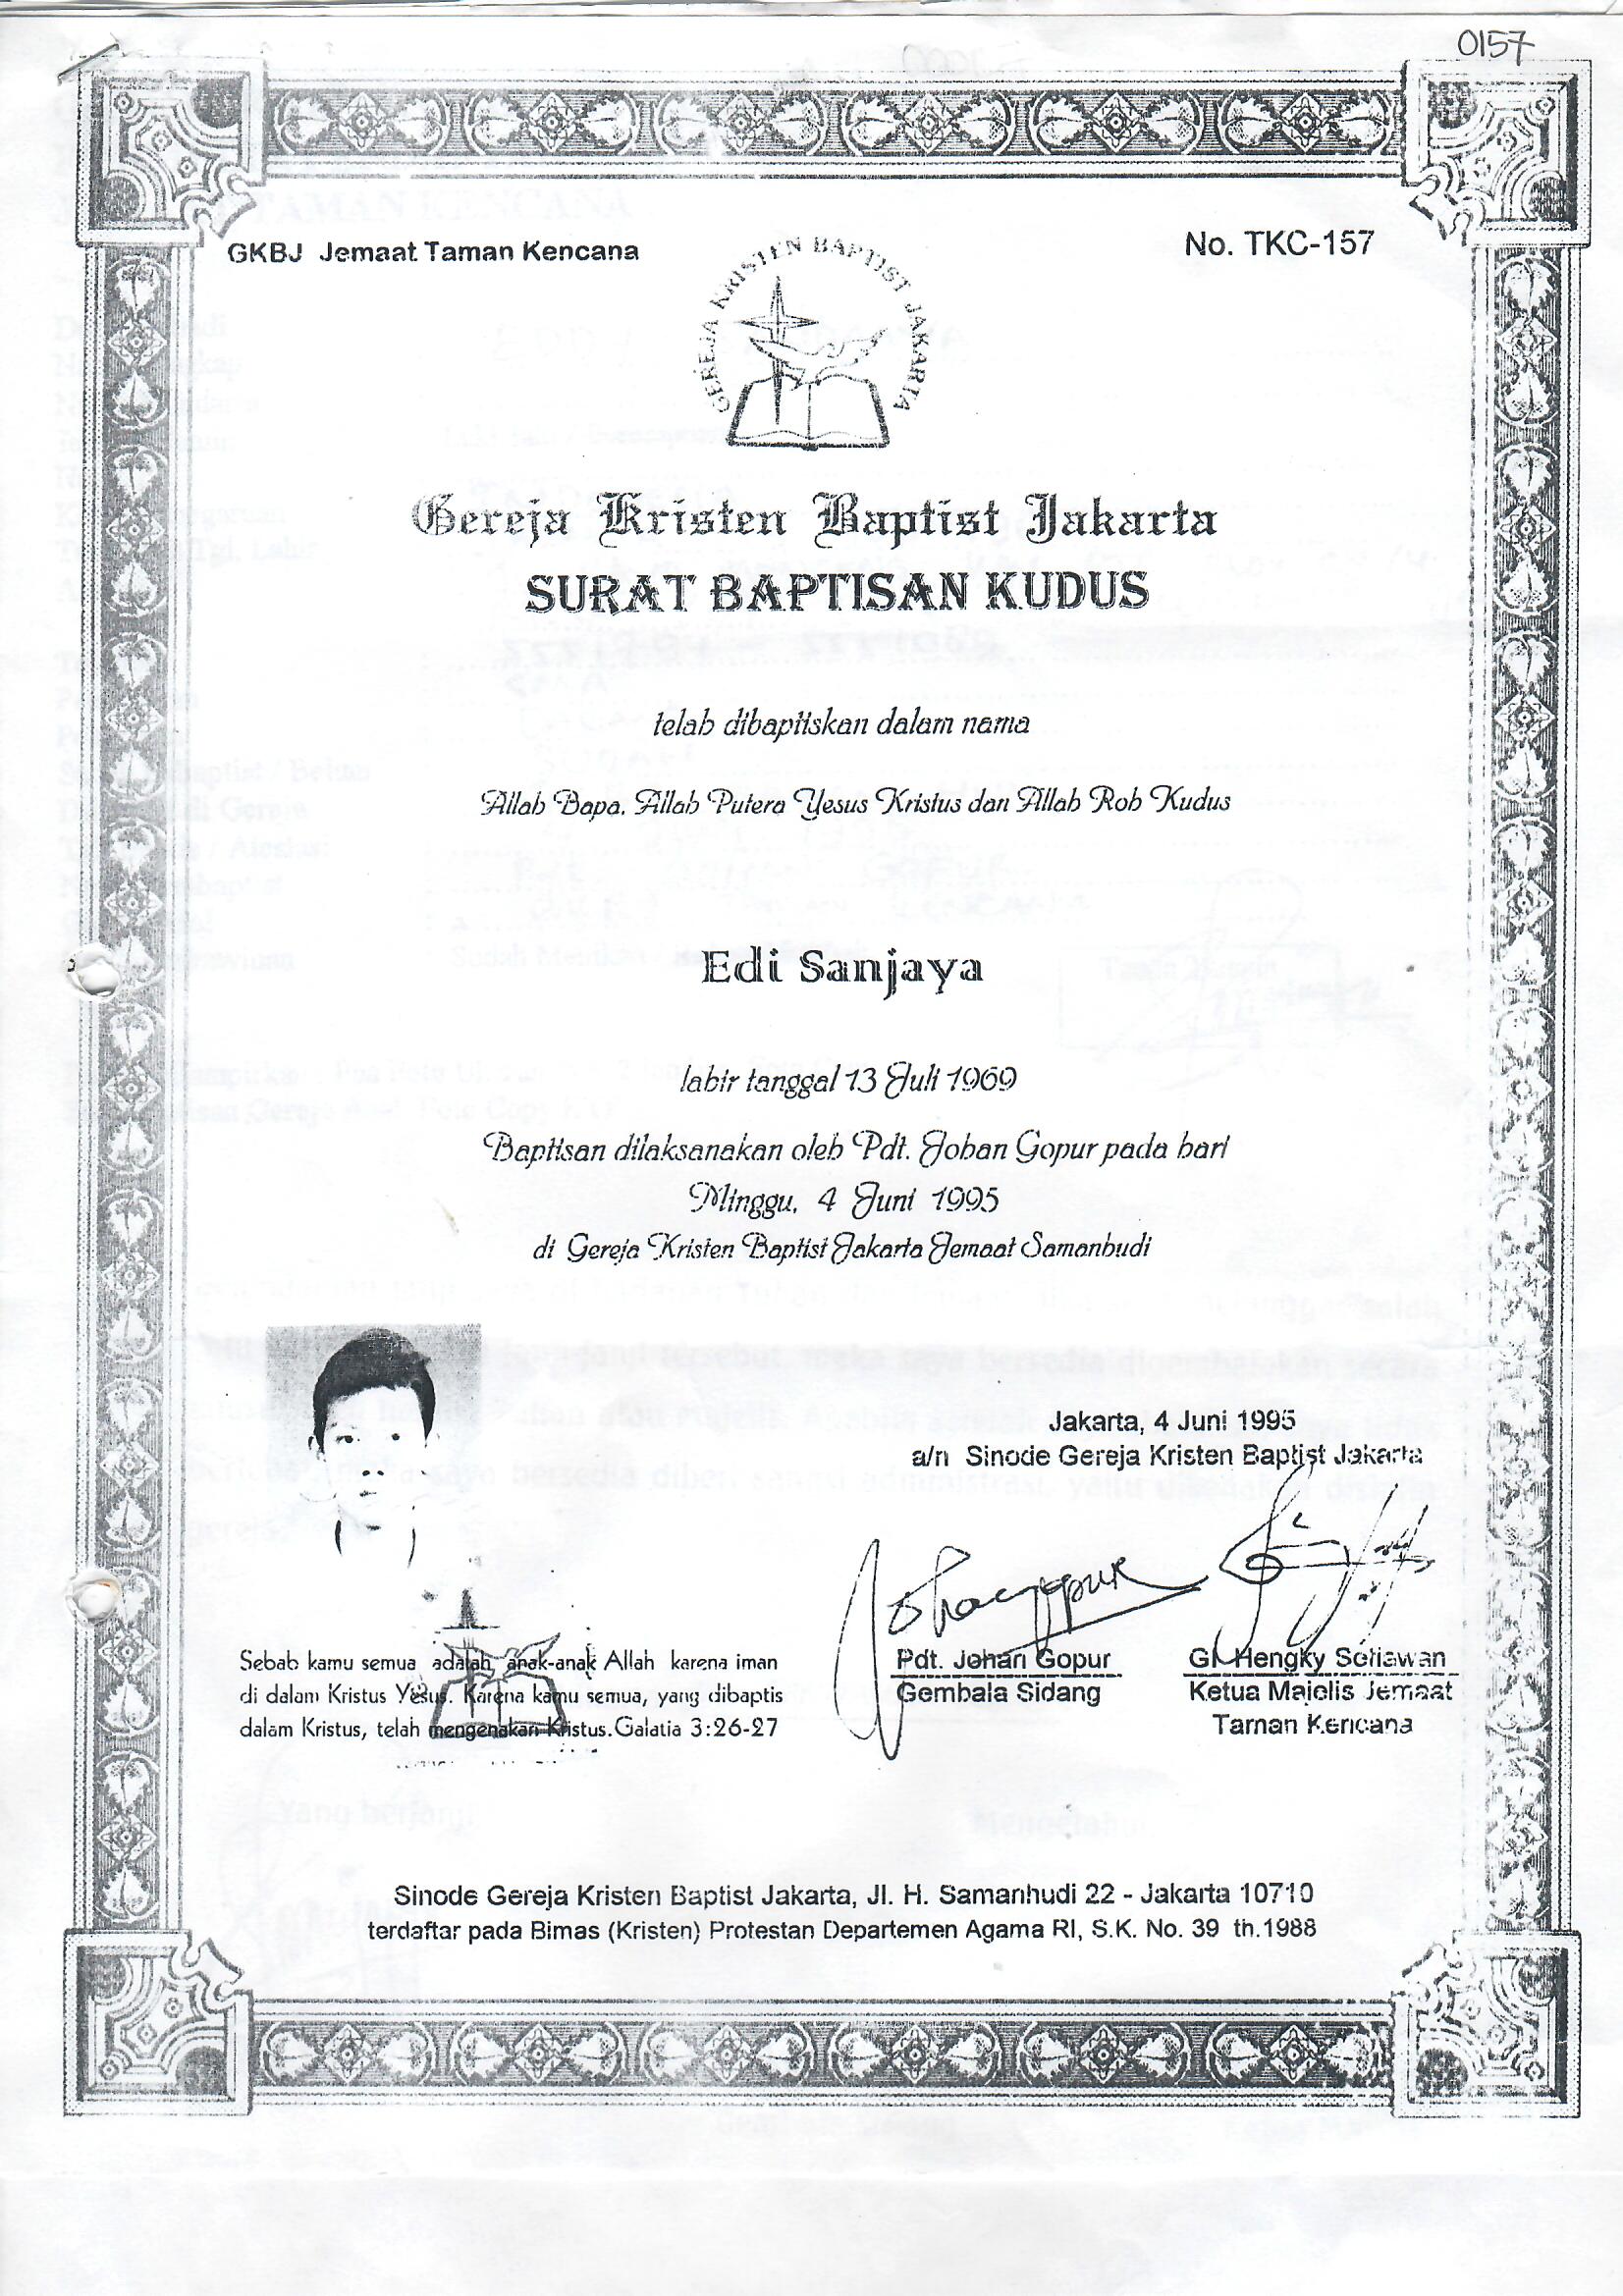 0157
GKBJ Jemaat Taman Kencana
No. TKC-157
GEREJA KRISTEN BAPTIST JAKARTA
Gereja Kristen Baptist Jakarta
SURAT BAPTISAN KUDUS
telah dibaptiskan dalam nama
Allah Bapa, Allah Putera Yesus Kristus dan Allah Roh Kudus
Edi Sanjaya
lahir tanggal 13 Juli 1969
Baptisan dilaksanakan oleh Pdt. Johan Gopur pada hari
Minggu, 4 Juni 1995
di Gereja Kristen Baptist Jakarta Jemaat Samanhudi
Jakarta, 4 Juni 1995
a/n Sinode Gereja Kristen Baptist Jakarta
Pdt. Johan Gopur
Gembala Sidang
GI. Hengky Setiawan
Ketua Majelis Jemaat
Taman Kencana
Sebab kamu semua adalah anak-anak Allah karena iman
di dalam Kristus Yesus. Karena kamu semua, yang dibaptis
dalam Kristus, telah mengenakan Kristus. Galatia 3:26-27
Sinode Gereja Kristen Baptist Jakarta, Jl. H. Samanhudi 22 - Jakarta 10710
terdaftar pada Bimas (Kristen) Protestan Departemen Agama RI, S.K. No. 39 th.1988